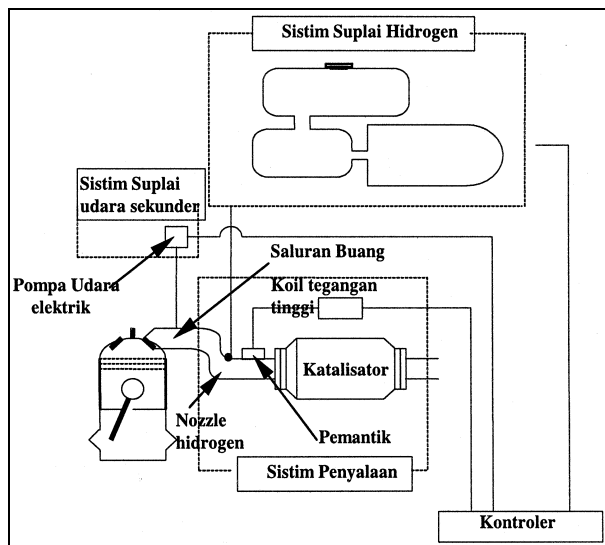 Sistim Suplai Hidrogen
Sistim Suplai
udara sekunder
Saluran Buang
Pompa Udara
elektrik
Koil tegangan
tinggi
Katalisator
Nozzle
hidrogen
Pemantik
Sistim Penyalaan
Kontroler